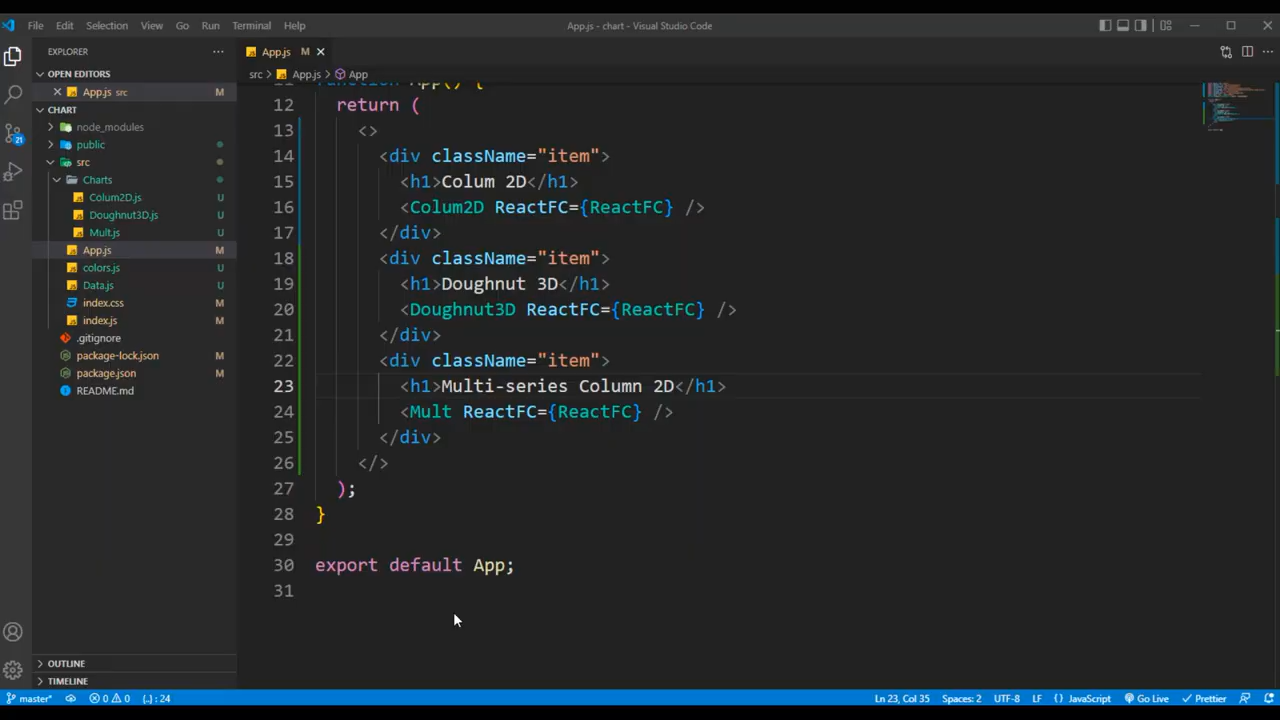 File Edit Selection View Go Run Terminal Help App.js - chart - Visual Studio Code
EXPLORER
OPEN EDITORS
App.js src M
CHART
node_modules
public
src
Charts
Colum2D.js U
Doughnut3D.js U
Mult.js U
App.js M
colors.js U
Data.js U
index.css M
index.js M
.gitignore
package-lock.json M
package.json M
README.md
OUTLINE
TIMELINE
App.js M
src > App.js > App
12 return (
13 <>
14 <div className="item">
15 <h1>Colum 2D</h1>
16 <Colum2D ReactFC={ReactFC} />
17 </div>
18 <div className="item">
19 <h1>Doughnut 3D</h1>
20 <Doughnut3D ReactFC={ReactFC} />
21 </div>
22 <div className="item">
23 <h1>Multi-series Column 2D</h1>
24 <Mult ReactFC={ReactFC} />
25 </div>
26 </>
27 );
28 }
29
30 export default App;
31
21
master* 0 0 {..} : 24 Ln 23, Col 35 Spaces: 2 UTF-8 LF { } JavaScript Go Live Prettier